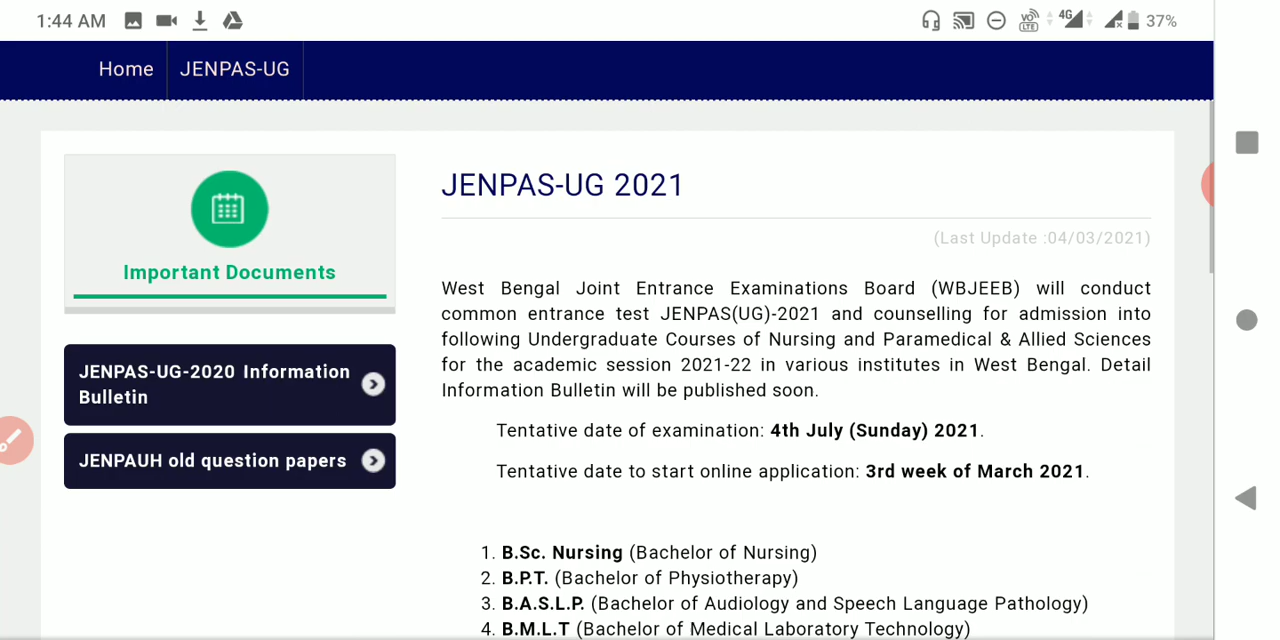 1:44 AM VO LTE 4G 37%
Home JENPAS-UG
Important Documents
JENPAS-UG-2020 Information
Bulletin
JENPAUH old question papers
JENPAS-UG 2021
(Last Update :04/03/2021)
West Bengal Joint Entrance Examinations Board (WBJEEB) will conduct
common entrance test JENPAS(UG)-2021 and counselling for admission into
following Undergraduate Courses of Nursing and Paramedical & Allied Sciences
for the academic session 2021-22 in various institutes in West Bengal. Detail
Information Bulletin will be published soon.
Tentative date of examination: 4th July (Sunday) 2021.
Tentative date to start online application: 3rd week of March 2021.
1. B.Sc. Nursing (Bachelor of Nursing)
2. B.P.T. (Bachelor of Physiotherapy)
3. B.A.S.L.P. (Bachelor of Audiology and Speech Language Pathology)
4. B.M.L.T (Bachelor of Medical Laboratory Technology)